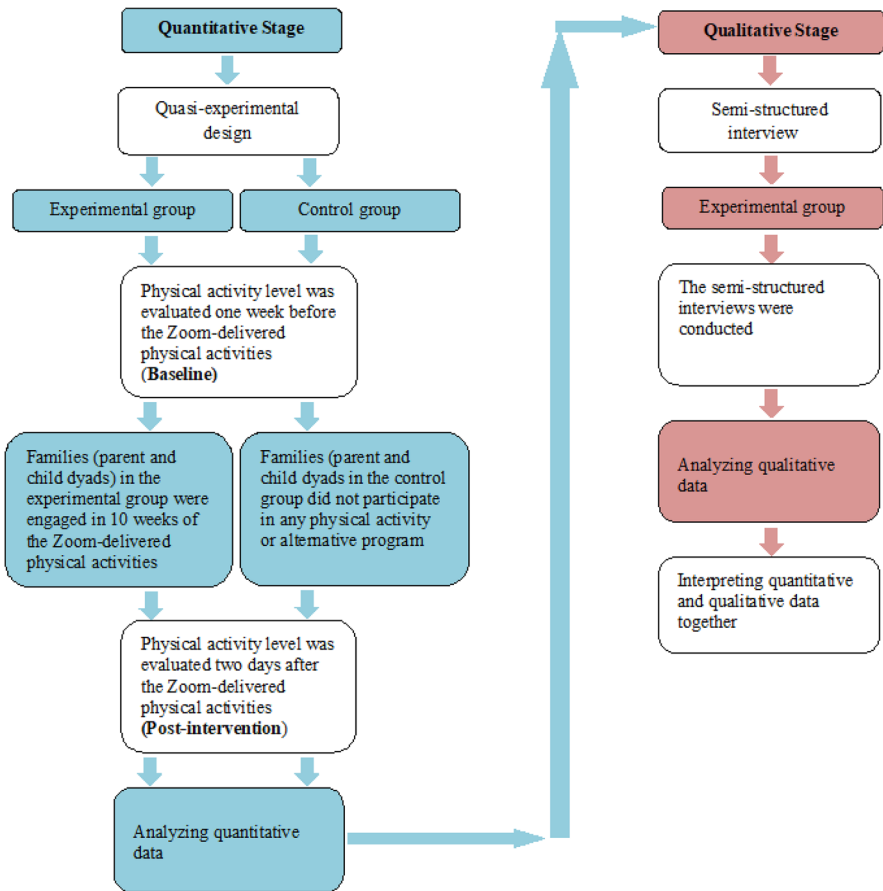 Quantitative Stage
Quasi-experimental
design
Experimental group
Control group
Physical activity level was
evaluated one week before
the Zoom-delivered
physical activities
(Baseline)
Families (parent and
child dyads) in the
experimental group were
engaged in 10 weeks of
the Zoom-delivered
physical activities
Families (parent and
child dyads in the control
group did not participate
in any physical activity
or alternative program
Physical activity level was
evaluated two days after
the Zoom-delivered
physical activities
(Post-intervention)
Analyzing quantitative
data
Qualitative Stage
Semi-structured
interview
Experimental group
The semi-structured
interviews were
conducted
Analyzing qualitative
data
Interpreting quantitative
and qualitative data
together